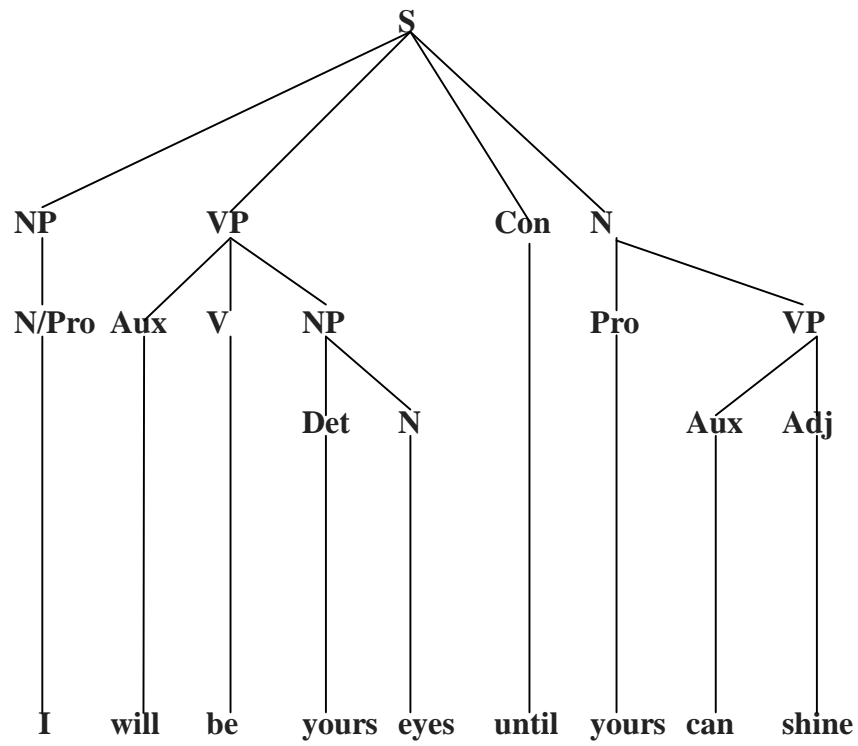 S
NP VP Con N
N/Pro Aux V NP Pro VP
Det N Aux Adj
I will be yours eyes until yours can shine